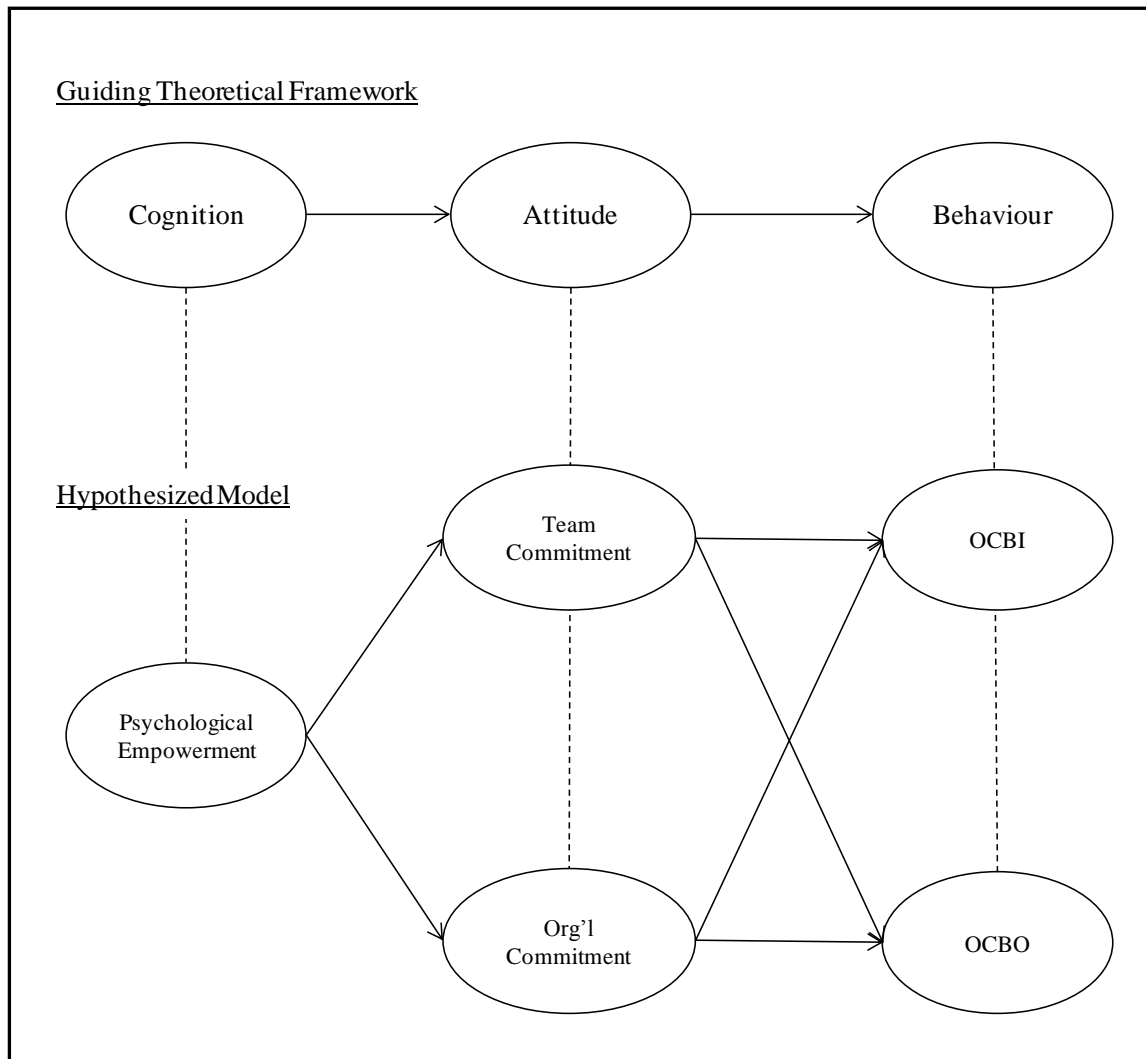 Guiding Theoretical Framework
Cognition
Attitude
Behaviour
Hypothesized Model
Team
Commitment
OCBI
Psychological
Empowerment
Org’l
Commitment
OCBO